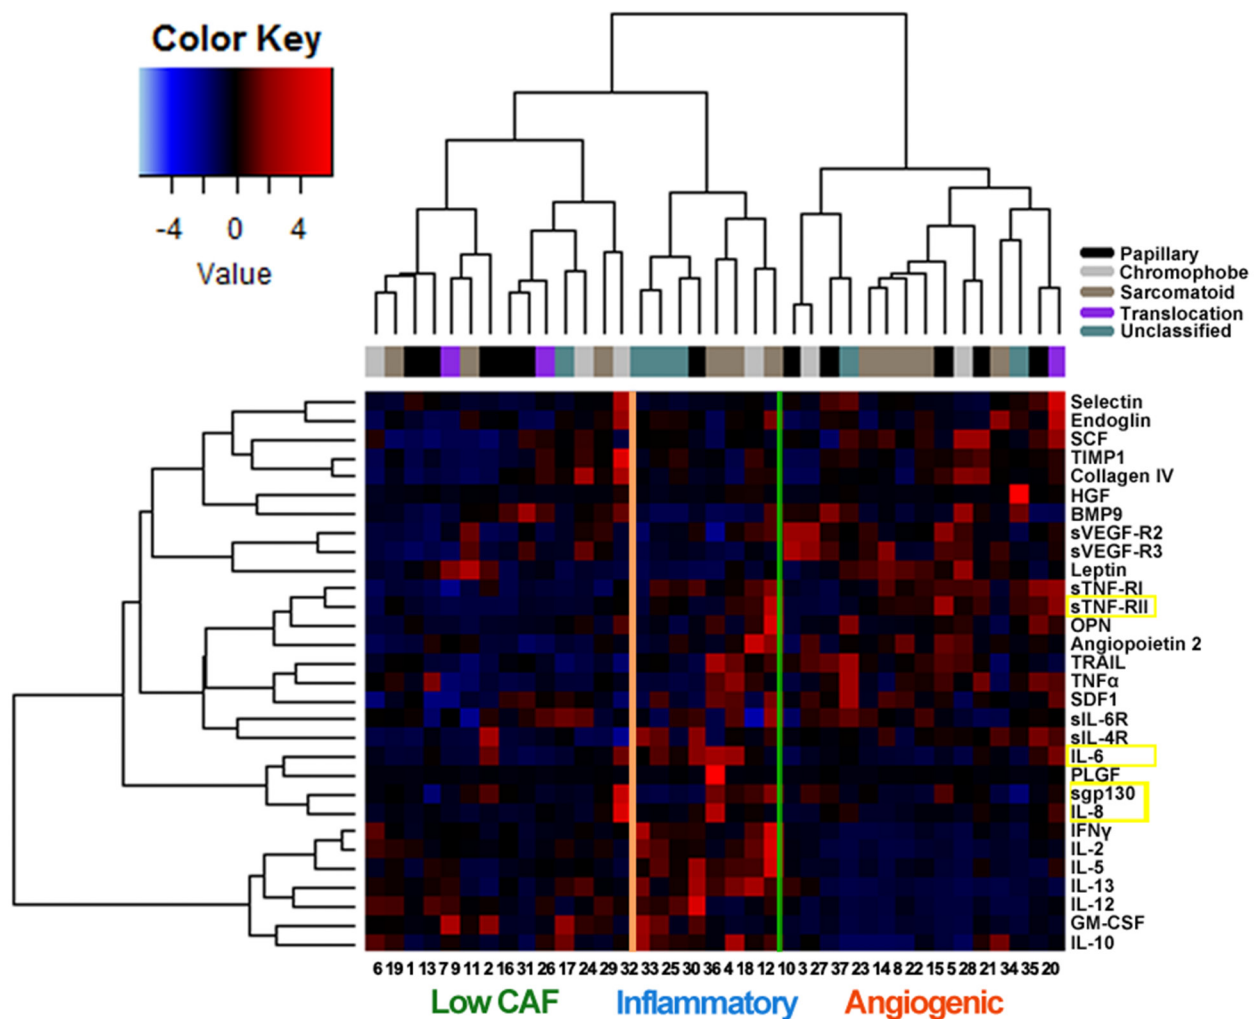 Color Key
-4 0 4
Value
Papillary
Chromophobe
Sarcomatoid
Translocation
Unclassified
Selectin
Endoglin
SCF
TIMP1
Collagen IV
HGF
BMP9
sVEGF-R2
sVEGF-R3
Leptin
sTNF-RI
sTNF-RII
OPN
Angiopoietin 2
TRAIL
TNFα
SDF1
sIL-6R
sIL-4R
IL-6
PLGF
sgp130
IL-8
IFNγ
IL-2
IL-5
IL-13
IL-12
GM-CSF
IL-10
6 19 1 13 7 9 11 2 16 31 26 17 24 29 32 33 25 30 36 4 18 12 10 3 27 37 23 14 8 22 15 5 28 21 34 35 20
Low CAF Inflammatory Angiogenic